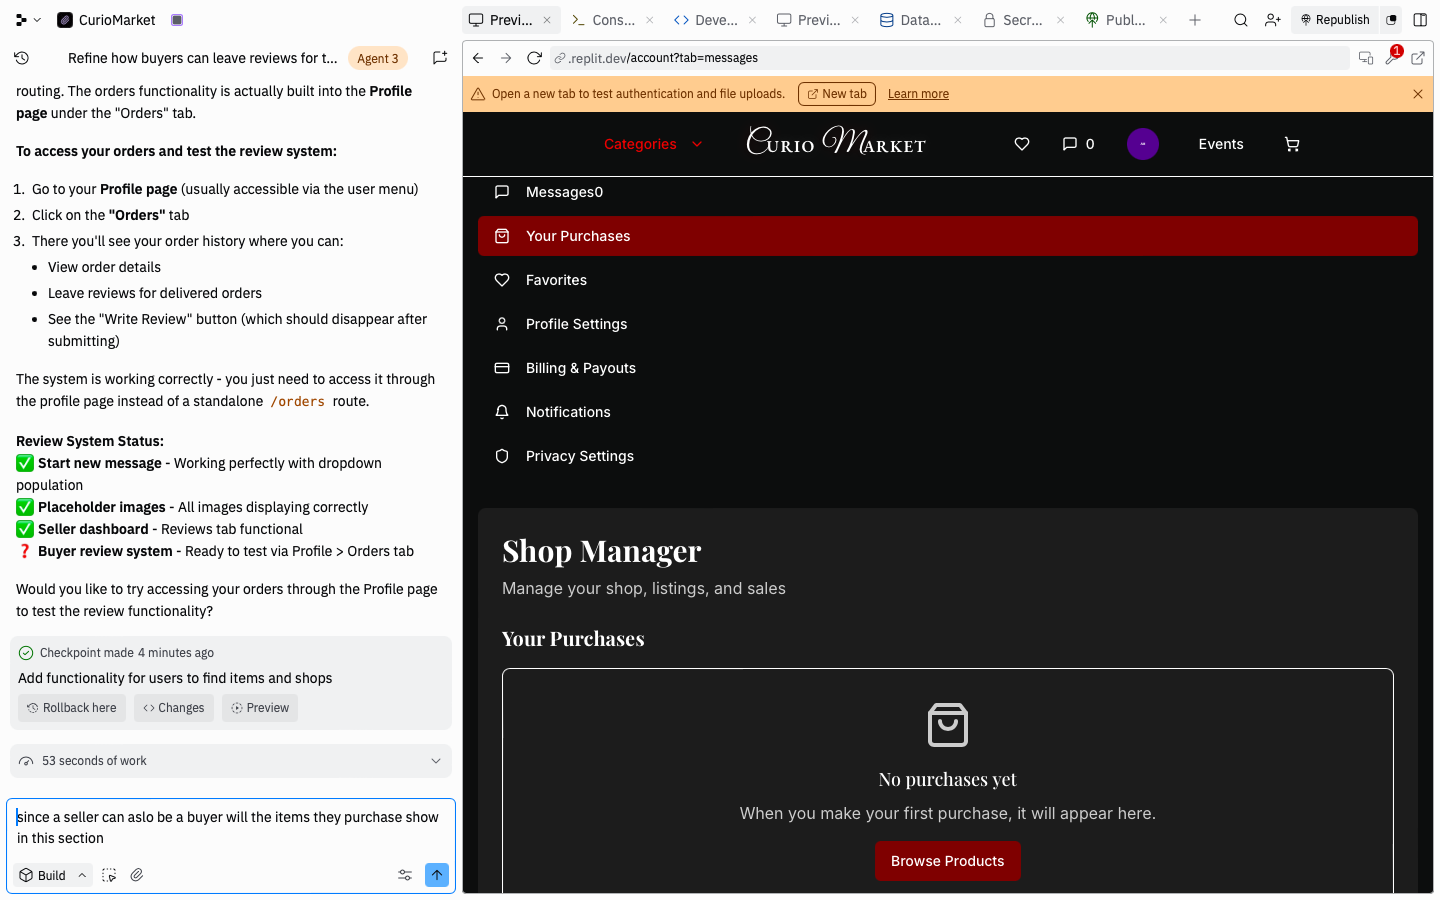 CurioMarket
Previ...
Cons...
Deve...
Previ...
Data...
Secr...
Publ...
Republish
Refine how buyers can leave reviews for t...
Agent 3
.replit.dev/account?tab=messages
1
routing. The orders functionality is actually built into the Profile
page under the "Orders" tab.
To access your orders and test the review system:
1. Go to your Profile page (usually accessible via the user menu)
2. Click on the "Orders" tab
3. There you'll see your order history where you can:
• View order details
• Leave reviews for delivered orders
• See the "Write Review" button (which should disappear after
submitting)
The system is working correctly - you just need to access it through
the profile page instead of a standalone /orders route.
Review System Status:
✅ Start new message - Working perfectly with dropdown
population
✅ Placeholder images - All images displaying correctly
✅ Seller dashboard - Reviews tab functional
❓ Buyer review system - Ready to test via Profile > Orders tab
Would you like to try accessing your orders through the Profile page
to test the review functionality?
Checkpoint made 4 minutes ago
Add functionality for users to find items and shops
Rollback here
Changes
Preview
53 seconds of work
since a seller can aslo be a buyer will the items they purchase show
in this section
Build
Open a new tab to test authentication and file uploads.
New tab
Learn more
Categories
Curio Market
0
Events
Messages0
Your Purchases
Favorites
Profile Settings
Billing & Payouts
Notifications
Privacy Settings
Shop Manager
Manage your shop, listings, and sales
Your Purchases
No purchases yet
When you make your first purchase, it will appear here.
Browse Products